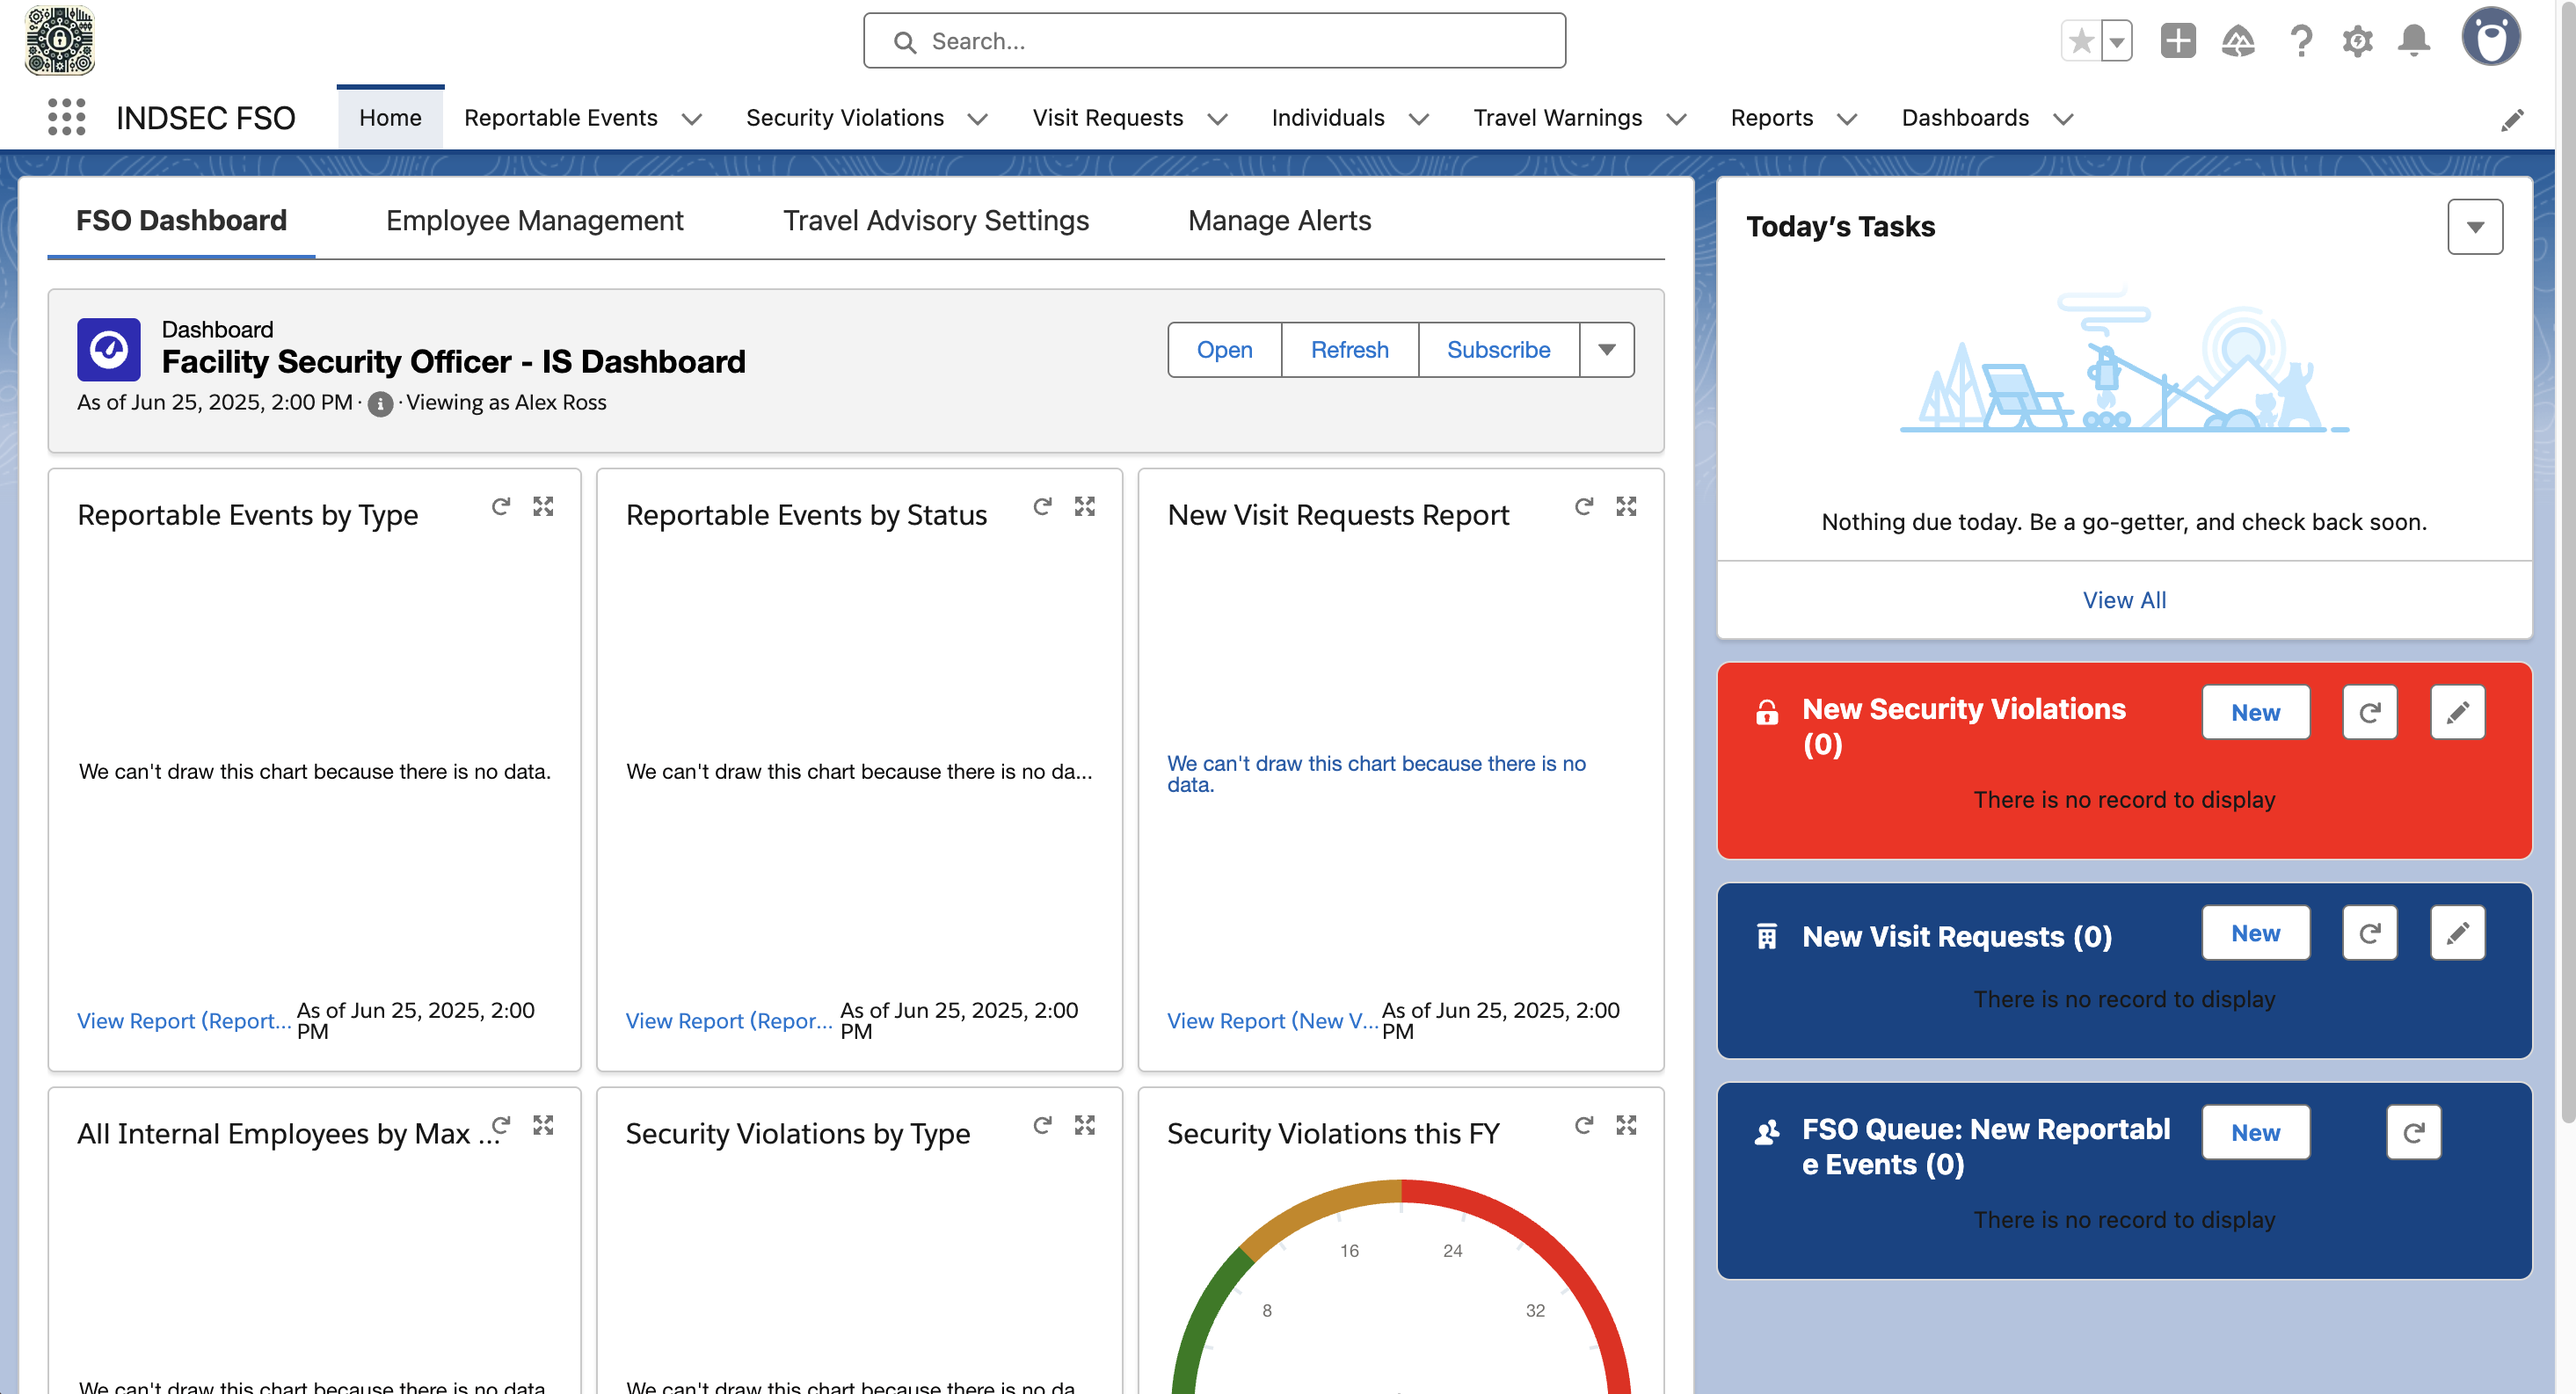 Search...
INDSEC FSO
Home
Reportable Events
Security Violations
Visit Requests
Individuals
Travel Warnings
Reports
Dashboards
FSO Dashboard
Employee Management
Travel Advisory Settings
Manage Alerts
Dashboard
Facility Security Officer - IS Dashboard
As of Jun 25, 2025, 2:00 PM · i · Viewing as Alex Ross
Open
Refresh
Subscribe
Reportable Events by Type
We can't draw this chart because there is no data.
View Report (Report...
As of Jun 25, 2025, 2:00
PM
Reportable Events by Status
We can't draw this chart because there is no da...
View Report (Repor...
As of Jun 25, 2025, 2:00
PM
New Visit Requests Report
We can't draw this chart because there is no
data.
View Report (New V...
As of Jun 25, 2025, 2:00
PM
All Internal Employees by Max ...
We can't draw this chart because there is no data
Security Violations by Type
We can't draw this chart because there is no da
Security Violations this FY
8
16
24
32
Today's Tasks
Nothing due today. Be a go-getter, and check back soon.
View All
New Security Violations
(0)
New
There is no record to display
New Visit Requests (0)
New
There is no record to display
FSO Queue: New Reportabl
e Events (0)
New
There is no record to display